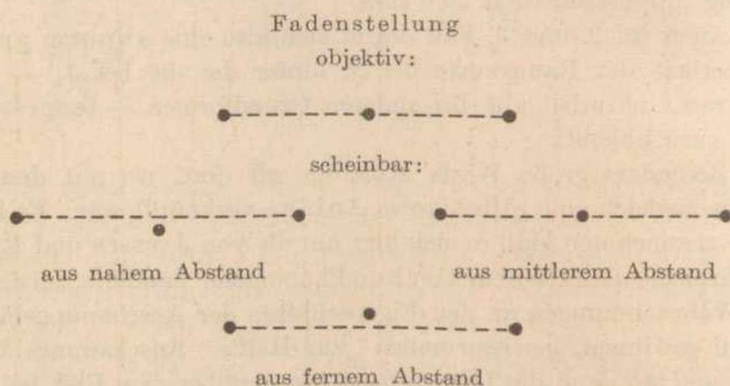 Fadenstellung
objektiv:
scheinbar:
aus nahem Abstand
aus mittlerem Abstand
aus fernem Abstand